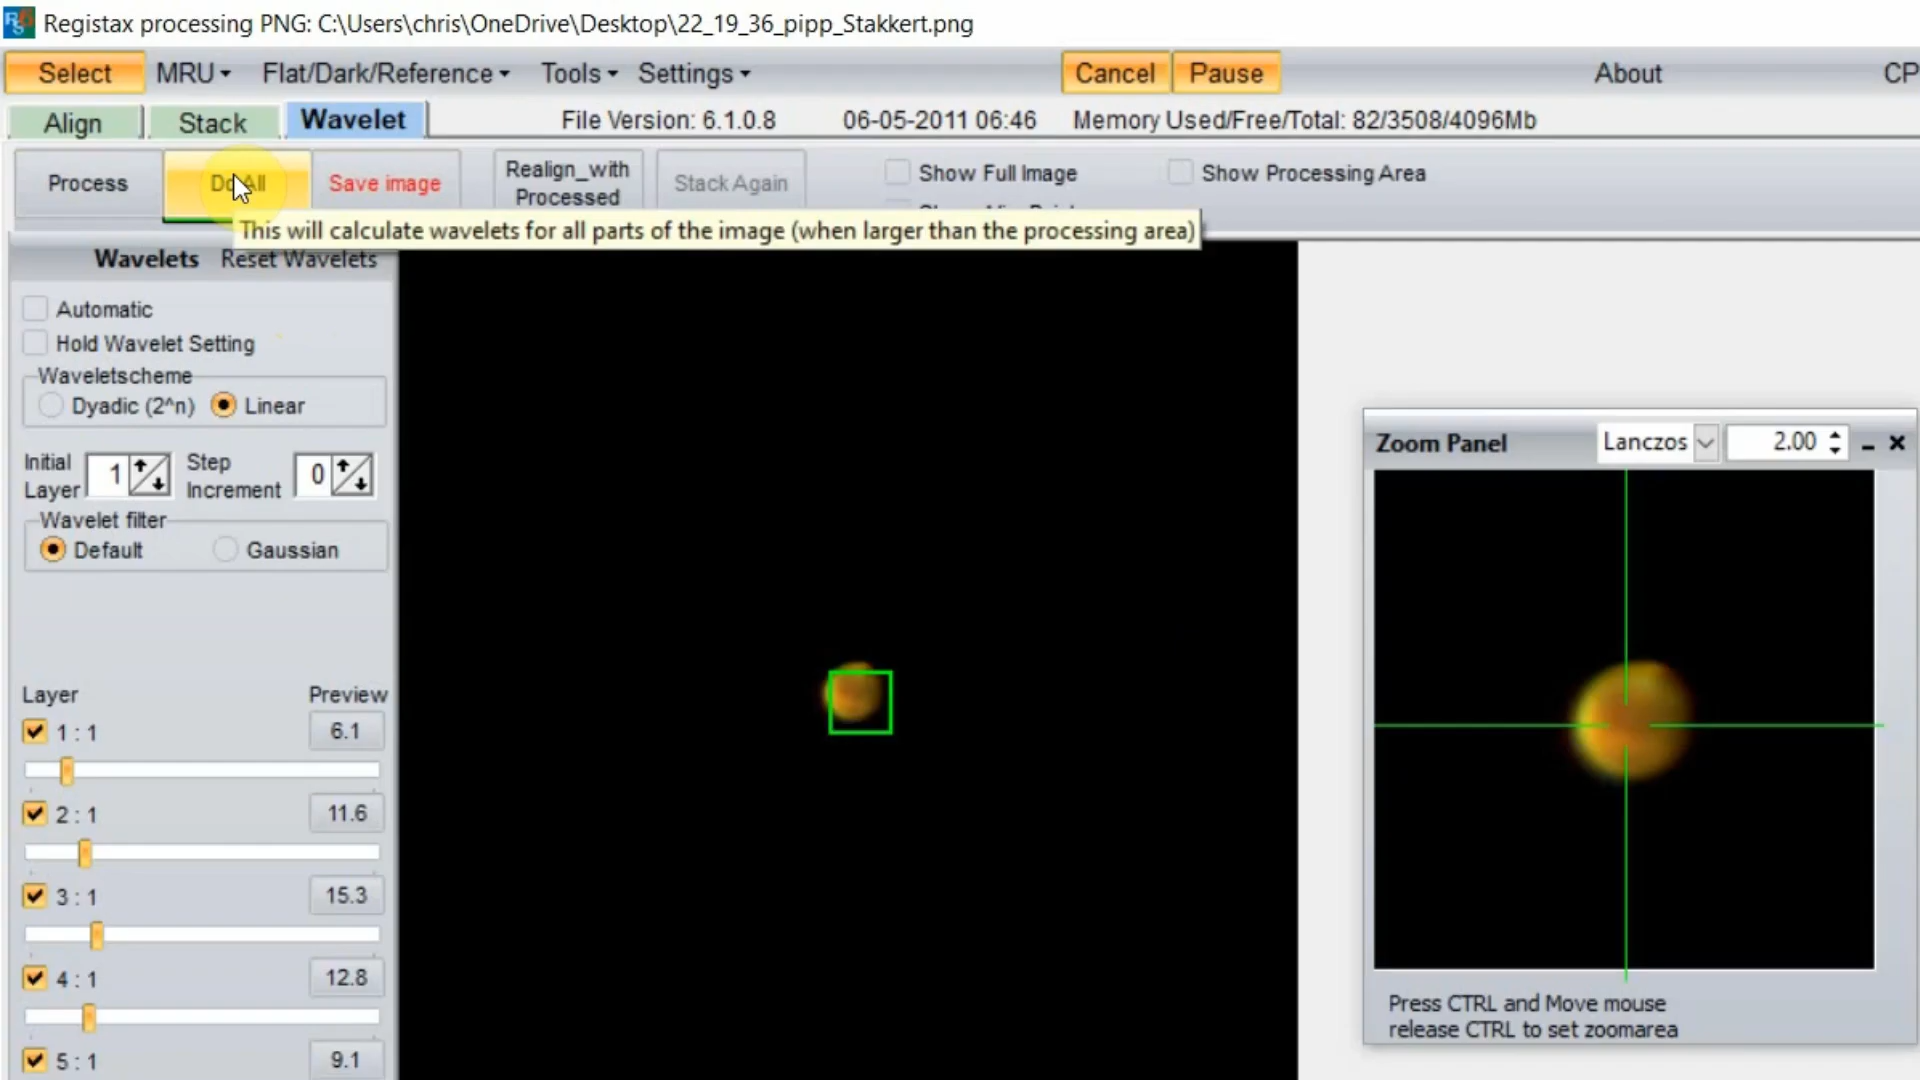 Registax processing PNG: C:\Users\chris\OneDrive\Desktop\22_19_36_pipp_Stakkert.png
Select MRU Flat/Dark/Reference Tools Settings Cancel Pause About CP
Align Stack Wavelet File Version: 6.1.0.8 06-05-2011 06:46 Memory Used/Free/Total: 82/3508/4096Mb
Process Do All Save image Realign_with Processed Stack Again Show Full Image Show Processing Area
This will calculate wavelets for all parts of the image (when larger than the processing area)
Wavelets Reset Wavelets
Automatic
Hold Wavelet Setting
Waveletscheme
Dyadic (2^n) Linear
Initial Layer 1 Step Increment 0
Wavelet filter
Default Gaussian
Layer Preview
1 : 1 6.1
2 : 1 11.6
3 : 1 15.3
4 : 1 12.8
5 : 1 9.1
Zoom Panel Lanczos 2.00
Press CTRL and Move mouse
release CTRL to set zoomarea